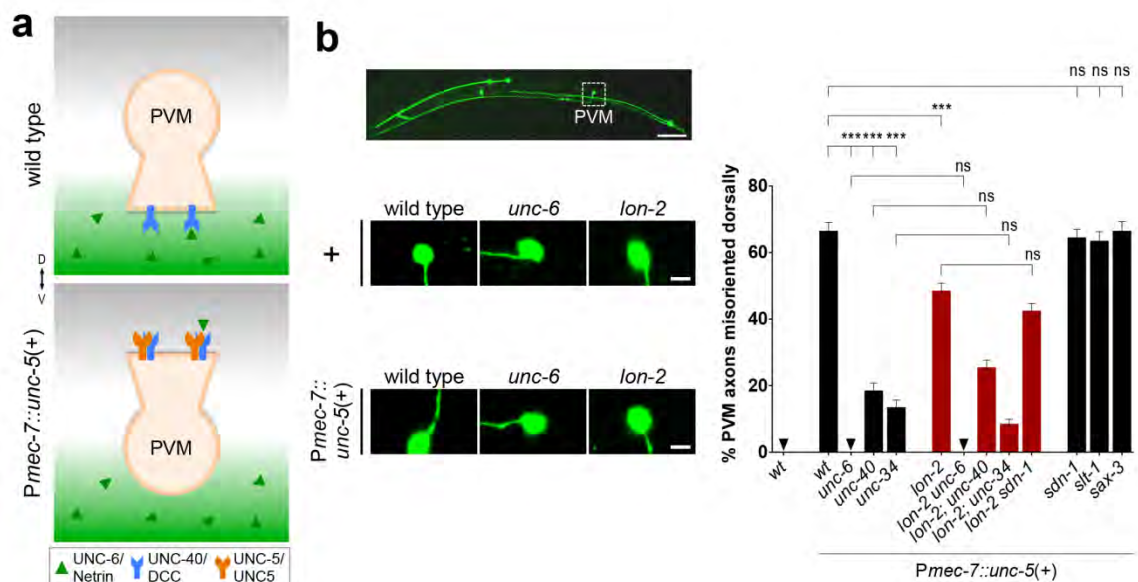 a
wild type
PVM
D
V
Pmec-7::unc-5(+)
PVM
UNC-6/
Netrin
UNC-40/
DCC
UNC-5/
UNC5
b
PVM
wild type
unc-6
lon-2
+
wild type
unc-6
lon-2
Pmec-7::
unc-5(+)
ns ns ns
***
*** *** ***
ns
ns
ns
ns
% PVM axons misoriented dorsally
80
60
40
20
0
wt
wt
unc-6
unc-40
unc-34
lon-2
lon-2 unc-6
lon-2; unc-40
lon-2; unc-34
lon-2 sdn-1
sdn-1
slt-1
sax-3
Pmec-7::unc-5(+)